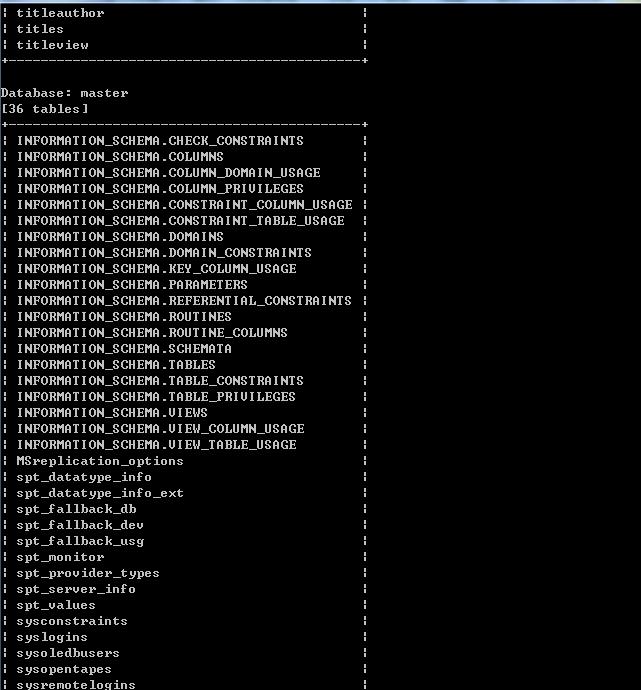 ¦ titleauthor ¦
¦ titles ¦
¦ titleview ¦
+---------------------------------------------+
Database: master
[36 tables]
+---------------------------------------------+
¦ INFORMATION_SCHEMA.CHECK_CONSTRAINTS ¦
¦ INFORMATION_SCHEMA.COLUMNS ¦
¦ INFORMATION_SCHEMA.COLUMN_DOMAIN_USAGE ¦
¦ INFORMATION_SCHEMA.COLUMN_PRIVILEGES ¦
¦ INFORMATION_SCHEMA.CONSTRAINT_COLUMN_USAGE ¦
¦ INFORMATION_SCHEMA.CONSTRAINT_TABLE_USAGE ¦
¦ INFORMATION_SCHEMA.DOMAINS ¦
¦ INFORMATION_SCHEMA.DOMAIN_CONSTRAINTS ¦
¦ INFORMATION_SCHEMA.KEY_COLUMN_USAGE ¦
¦ INFORMATION_SCHEMA.PARAMETERS ¦
¦ INFORMATION_SCHEMA.REFERENTIAL_CONSTRAINTS ¦
¦ INFORMATION_SCHEMA.ROUTINES ¦
¦ INFORMATION_SCHEMA.ROUTINE_COLUMNS ¦
¦ INFORMATION_SCHEMA.SCHEMATA ¦
¦ INFORMATION_SCHEMA.TABLES ¦
¦ INFORMATION_SCHEMA.TABLE_CONSTRAINTS ¦
¦ INFORMATION_SCHEMA.TABLE_PRIVILEGES ¦
¦ INFORMATION_SCHEMA.VIEWS ¦
¦ INFORMATION_SCHEMA.VIEW_COLUMN_USAGE ¦
¦ INFORMATION_SCHEMA.VIEW_TABLE_USAGE ¦
¦ MSreplication_options ¦
¦ spt_datatype_info ¦
¦ spt_datatype_info_ext ¦
¦ spt_fallback_db ¦
¦ spt_fallback_dev ¦
¦ spt_fallback_usg ¦
¦ spt_monitor ¦
¦ spt_provider_types ¦
¦ spt_server_info ¦
¦ spt_values ¦
¦ sysconstraints ¦
¦ syslogins ¦
¦ sysoledbusers ¦
¦ sysopentapes ¦
¦ sysremotelogins ¦